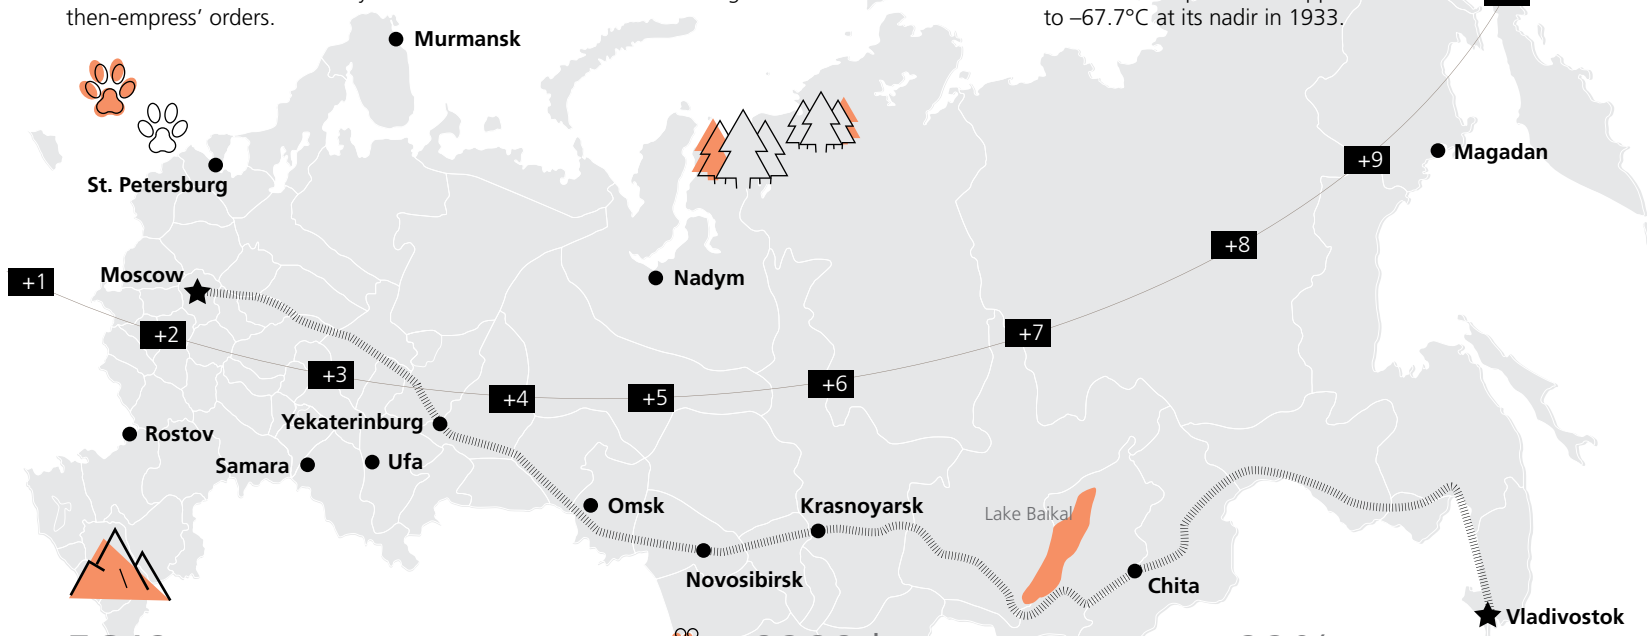 then-empress’ orders.
to –67.7°C at its nadir in 1933.
Murmansk
St. Petersburg
Magadan
+9
+8
Moscow
Nadym
+1
+2
+7
+3
+6
+4
+5
Yekaterinburg
Rostov
Samara
Ufa
Omsk
Krasnoyarsk
Lake Baikal
Novosibirsk
Chita
Vladivostok